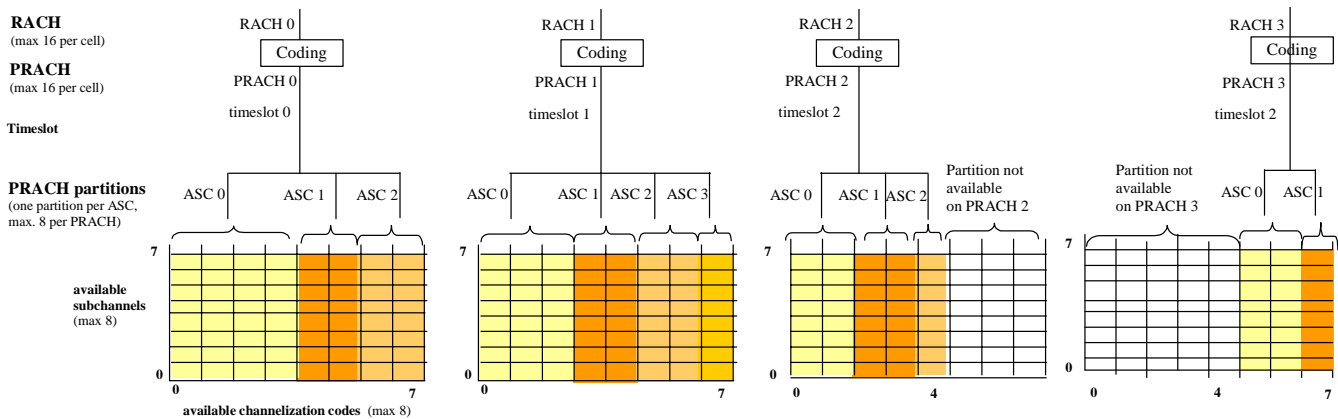 RACH
(max 16 per cell)
PRACH
(max 16 per cell)
Timeslot
PRACH partitions
(one partition per ASC,
max. 8 per PRACH)
available
subchannels
(max 8)
RACH 0
Coding
PRACH 0
timeslot 0
ASC 0
ASC 1
ASC 2
7
0
0
7
available channelization codes (max 8)
RACH 1
Coding
PRACH 1
timeslot 1
ASC 0
ASC 1
ASC 2
ASC 3
7
0
0
7
RACH 2
Coding
PRACH 2
timeslot 2
ASC 0
ASC 1
ASC 2
Partition not
available
on PRACH 2
7
0
0
4
RACH 3
Coding
PRACH 3
timeslot 2
Partition not
available
on PRACH 3
ASC 0
ASC 1
7
0
0
4
7